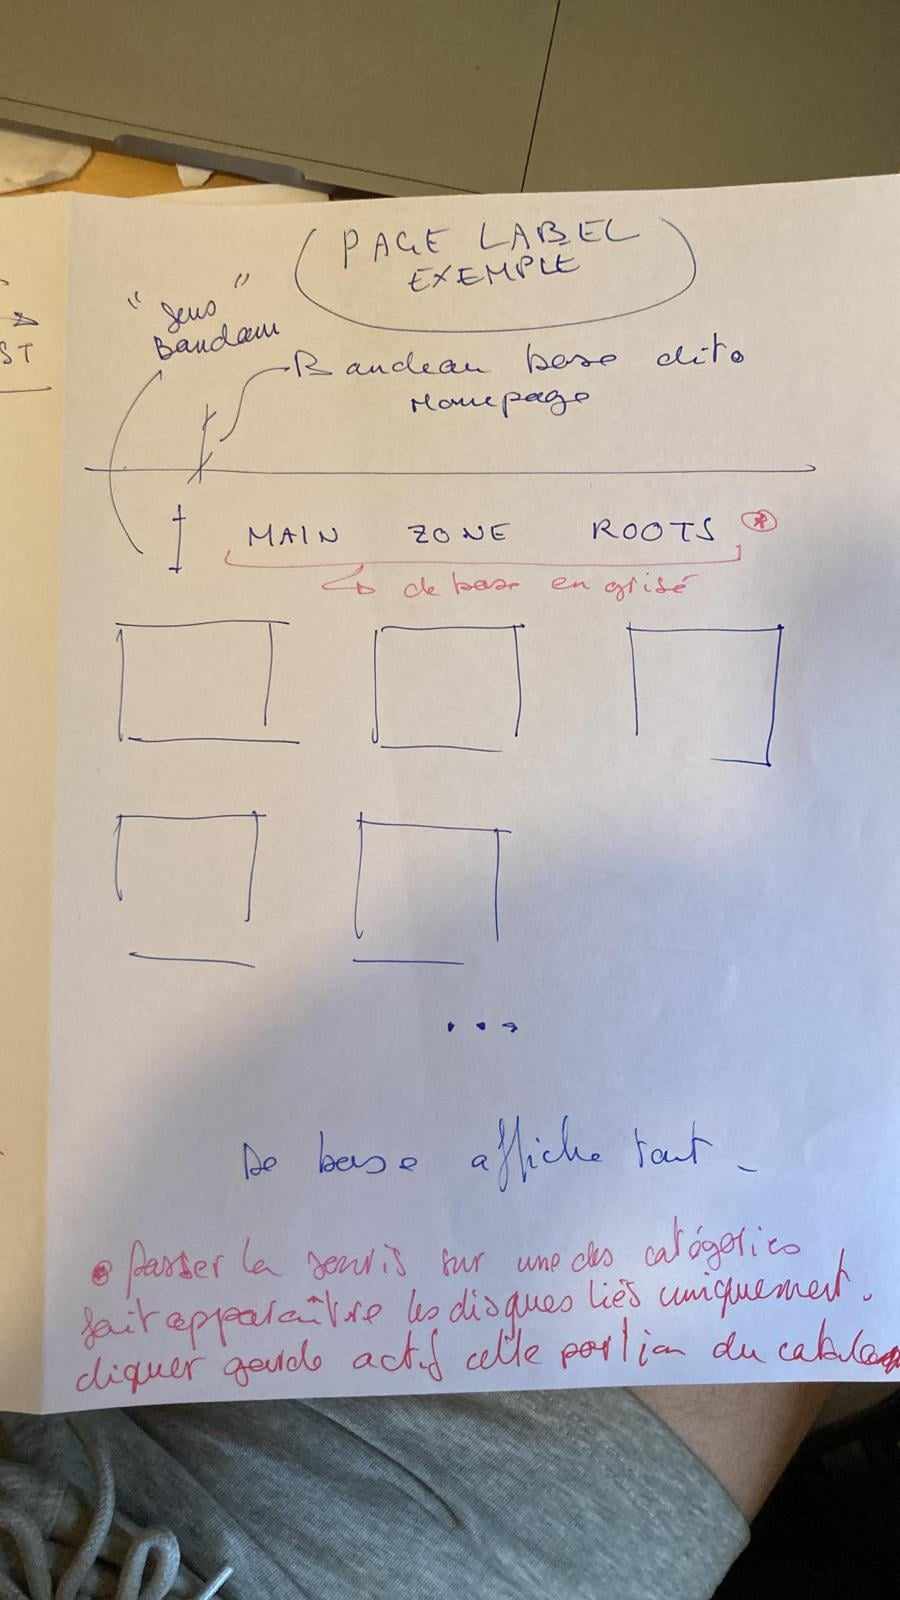 PAGE LABEL
EXEMPLE
"Sous"
Bandeau
ST
Bandeau base dito
Homepage
MAIN ZONE ROOTS *
de base en grisé
...
De base affiche tout
Passer la souris sur une des catégories
fait apparaître les disques liés uniquement.
cliquer garde actif cette portion du